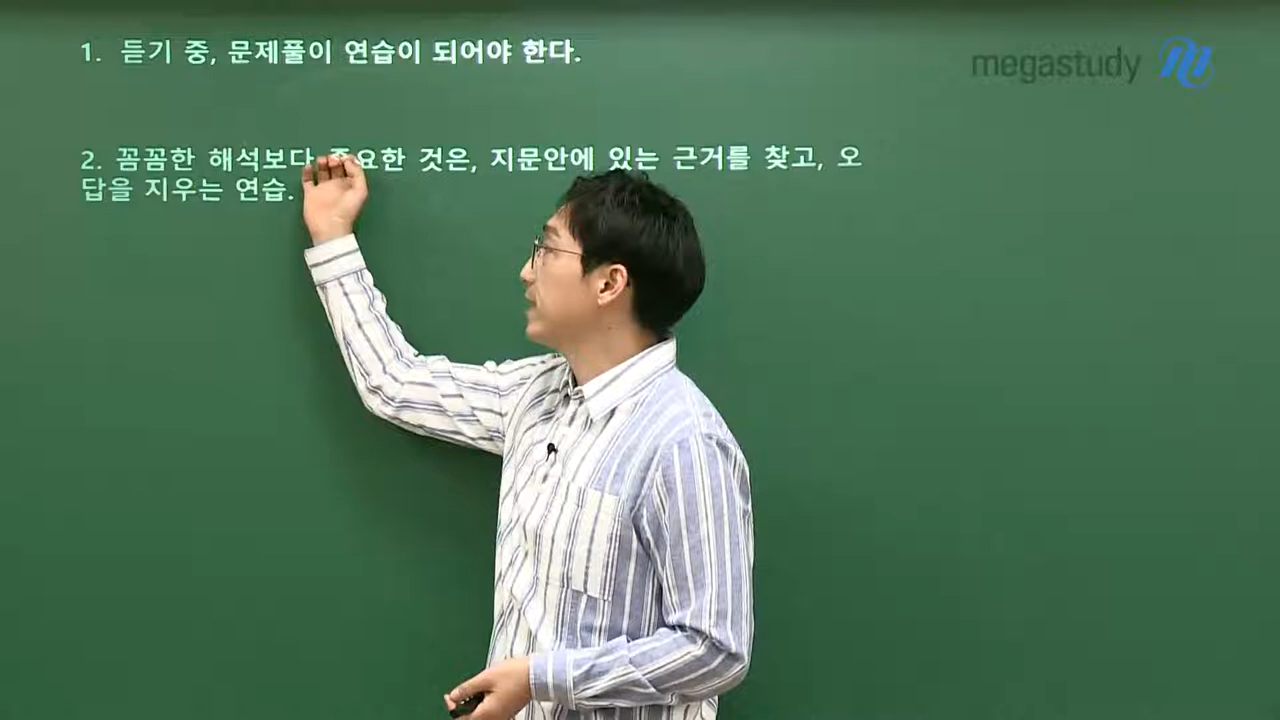 1. 듣기 중, 문제풀이 연습이 되어야 한다.
megastudy
2. 꼼꼼한 해석보다 중요한 것은, 지문안에 있는 근거를 찾고, 오
답을 지우는 연습.